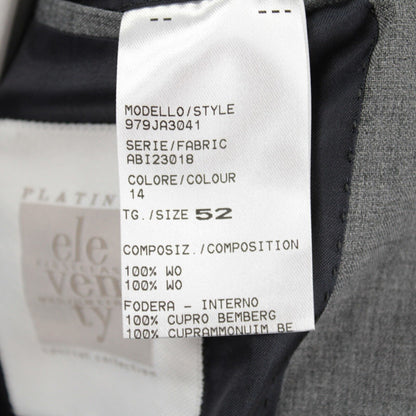 MODELLO/STYLE
979JA3041
SERIE/FABRIC
ABI23018
COLORE/COLOUR
14
TG./SIZE 52
COMPOSIZ./COMPOSITION
100% WO
100% WO
FODERA - INTERNO
100% CUPRO BEMBERG
100% CUPRAMMONUIM BE
PLATIN
ele
ven
ty